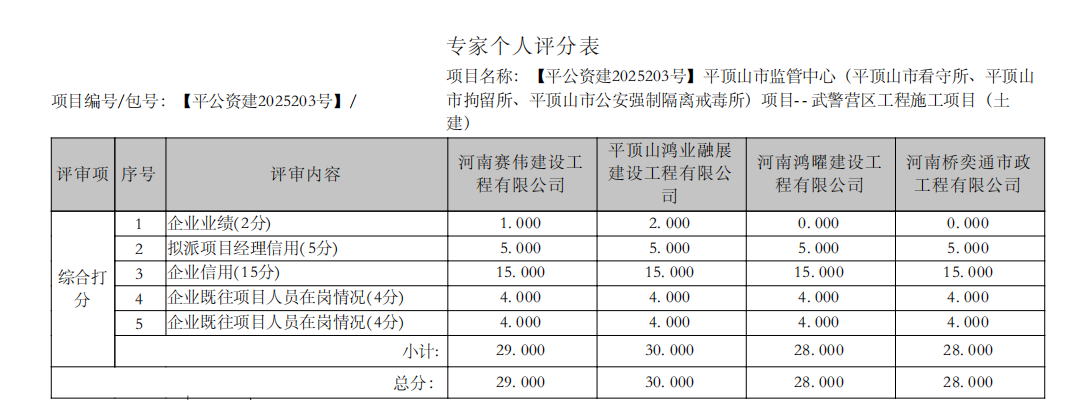 专家个人评分表
项目编号/包号：【平公资建2025203号】/
项目名称：【平公资建2025203号】平顶山市监管中心（平顶山市看守所、平顶山
市拘留所、平顶山市公安强制隔离戒毒所）项目--武警营区工程施工项目（土
建）
评审项 序号 评审内容 河南赛伟建设工程有限公司 平顶山鸿业融展建设工程有限公司 河南鸿曜建设工程有限公司 河南桥奕通市政工程有限公司
综合打分
1 企业业绩(2分) 1.000 2.000 0.000 0.000
2 拟派项目经理信用(5分) 5.000 5.000 5.000 5.000
3 企业信用(15分) 15.000 15.000 15.000 15.000
4 企业既往项目人员在岗情况(4分) 4.000 4.000 4.000 4.000
5 企业既往项目人员在岗情况(4分) 4.000 4.000 4.000 4.000
小计: 29.000 30.000 28.000 28.000
总分: 29.000 30.000 28.000 28.000